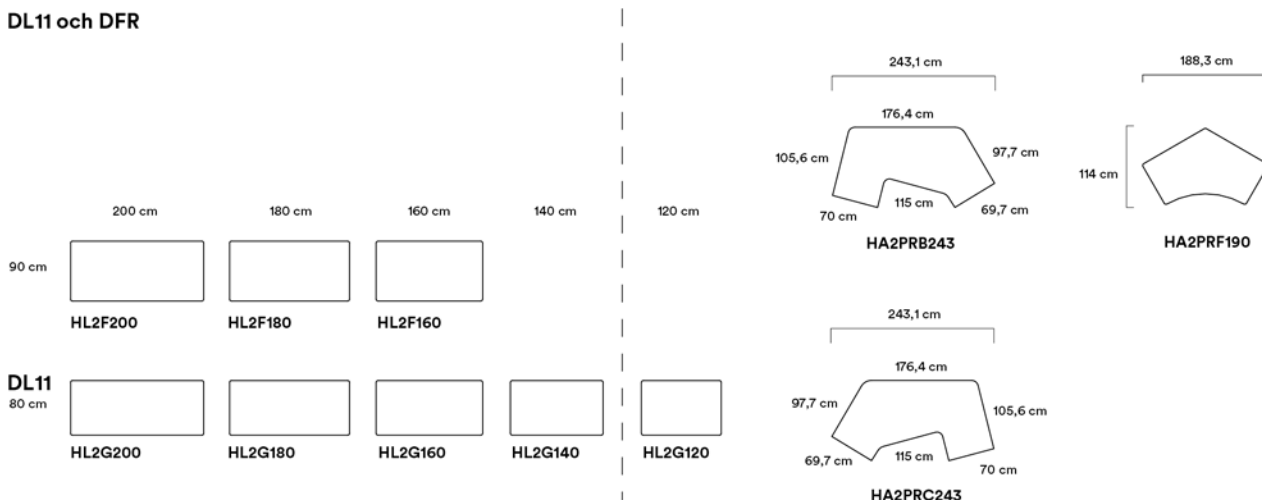 DL11 och DFR
200 cm
180 cm
160 cm
140 cm
120 cm
90 cm
HL2F200
HL2F180
HL2F160
DL11
80 cm
HL2G200
HL2G180
HL2G160
HL2G140
HL2G120
243,1 cm
176,4 cm
105,6 cm
97,7 cm
70 cm
115 cm
69,7 cm
HA2PRB243
188,3 cm
114 cm
HA2PRF190
243,1 cm
176,4 cm
97,7 cm
105,6 cm
69,7 cm
115 cm
70 cm
HA2PRC243